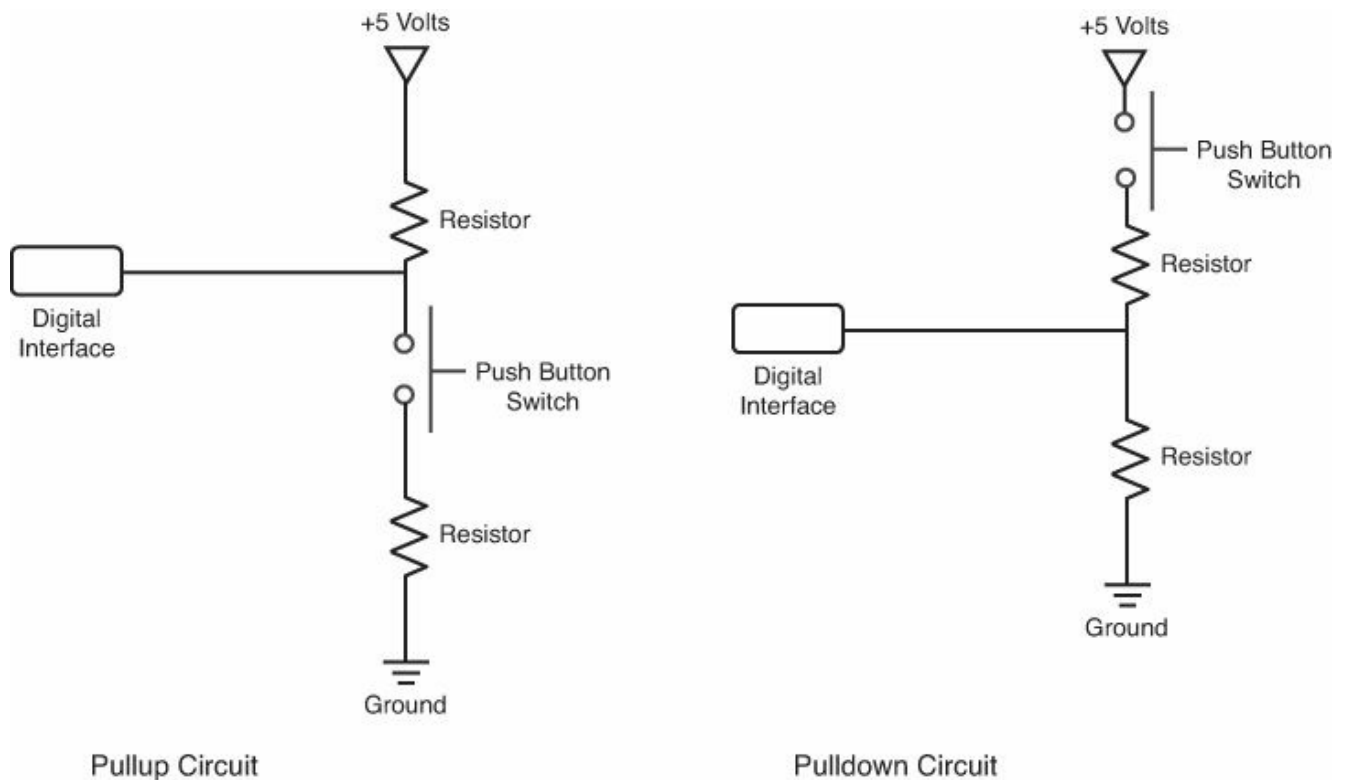 +5 Volts
Resistor
Digital
Interface
Push Button
Switch
Resistor
Ground
Pullup Circuit
+5 Volts
Push Button
Switch
Resistor
Digital
Interface
Resistor
Ground
Pulldown Circuit